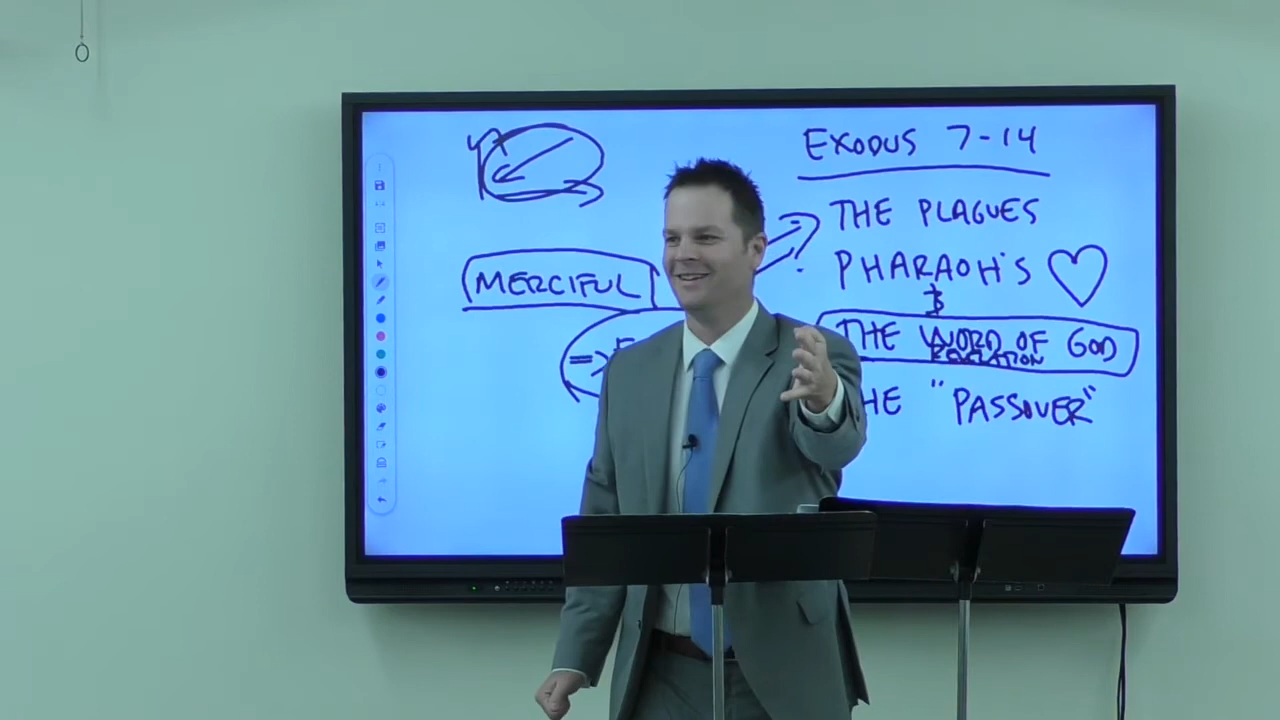 EXODUS 7-14
THE PLAGUES
MERCIFUL
PHARAOH'S
THE WORD OF GOD
REVELATION
"PASSOVER"